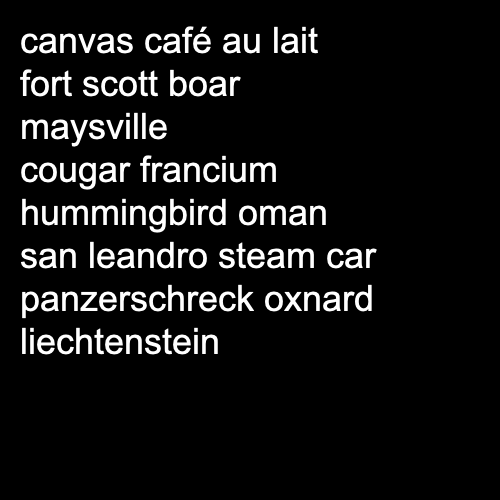 canvas café au lait
fort scott boar
maysville
cougar francium
hummingbird oman
san leandro steam car
panzerschreck oxnard
liechtenstein